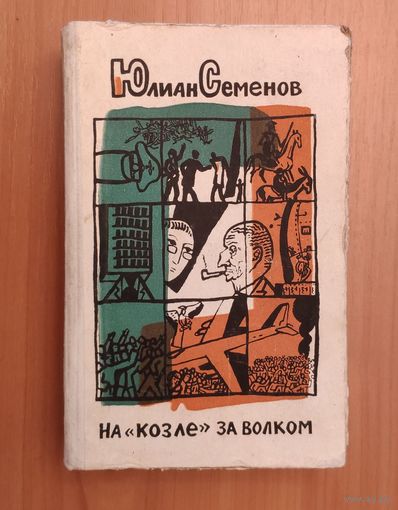 Юлиан Семенов
на «козле» за волком